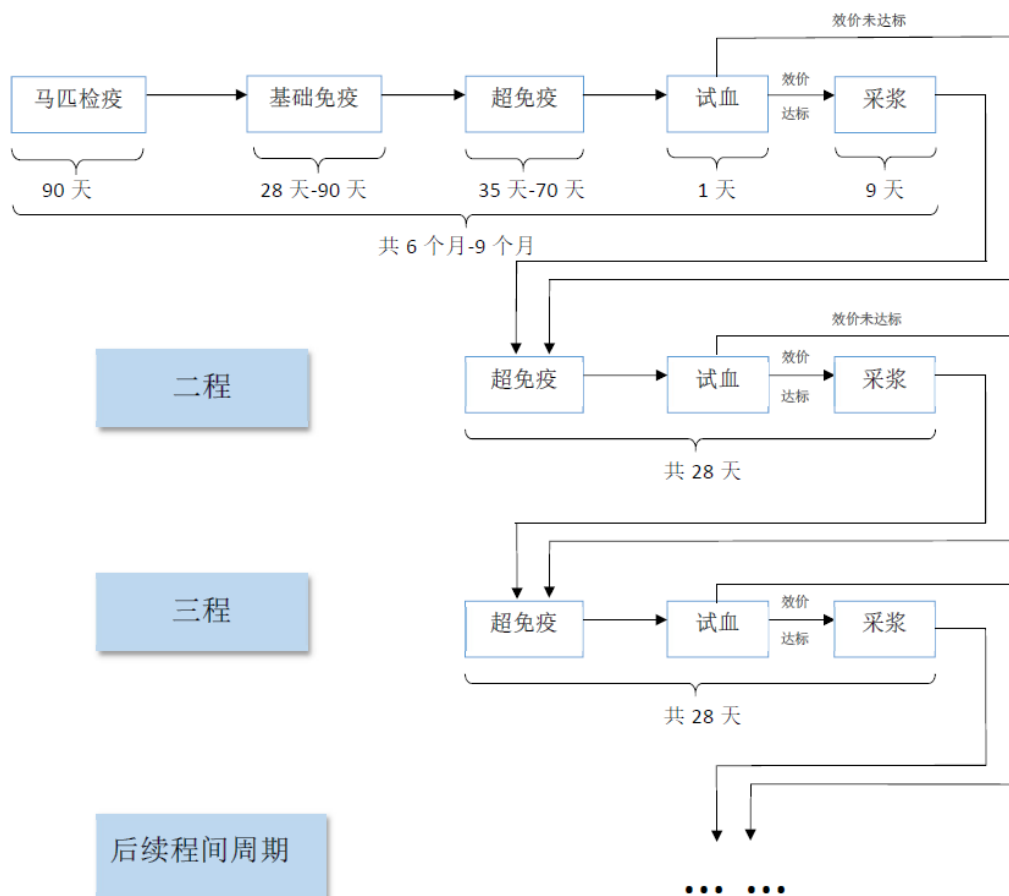 效价未达标
马匹检疫
基础免疫
超免疫
试血
效价
达标
采浆
90 天
28 天-90 天
35 天-70 天
1 天
9 天
共 6 个月-9 个月
效价未达标
二程
超免疫
试血
效价
达标
采浆
共 28 天
三程
超免疫
试血
效价
达标
采浆
共 28 天
后续程间周期
••• •••